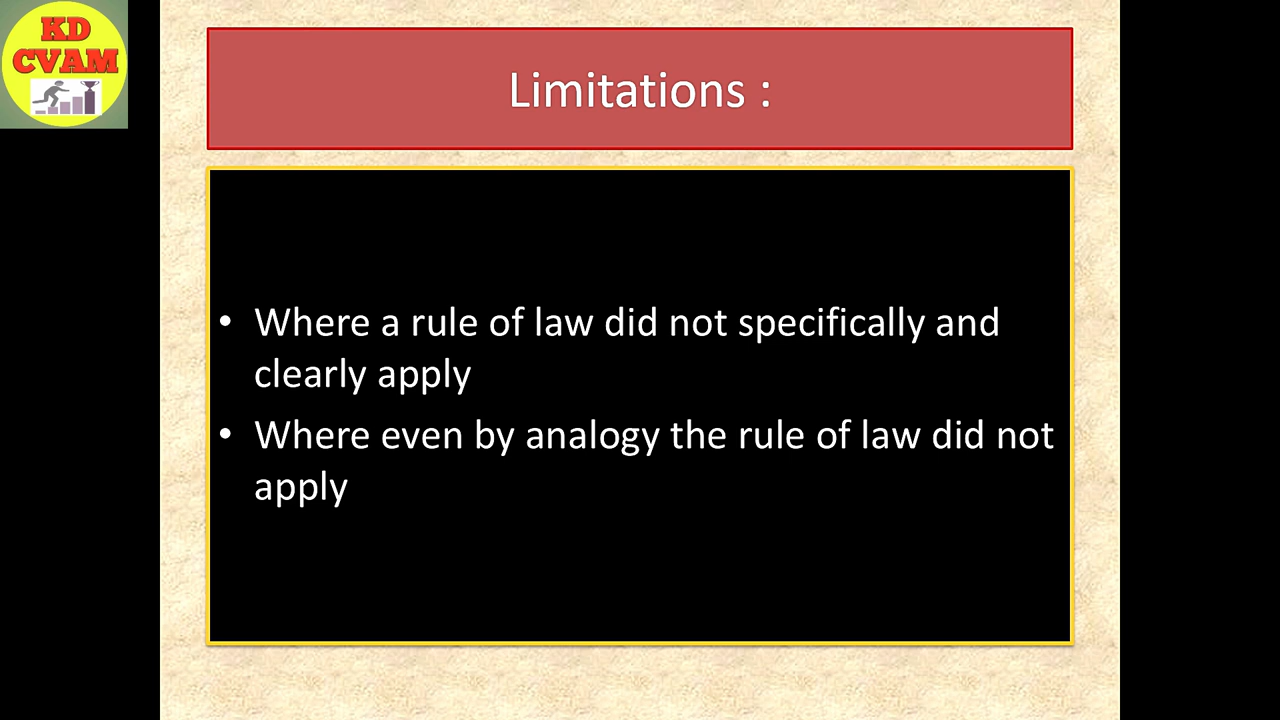 KD
CVAM
Limitations :
• Where a rule of law did not specifically and
clearly apply
• Where even by analogy the rule of law did not
apply